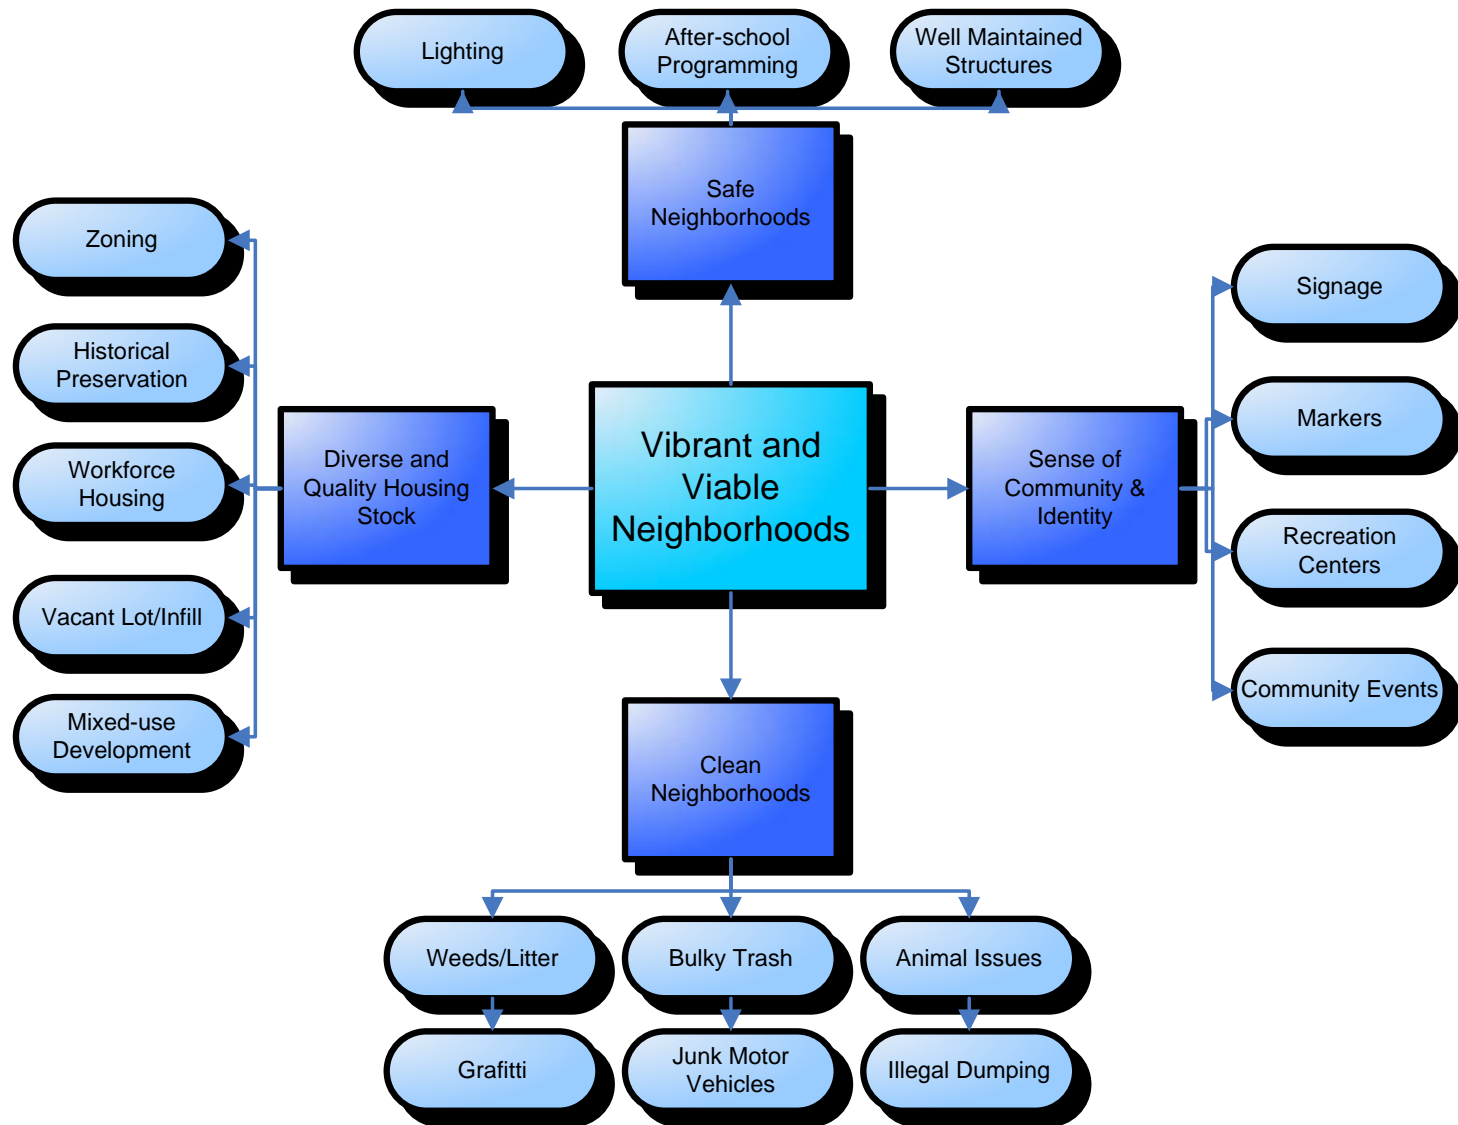 Lighting
After-school
Programming
Well Maintained
Structures
Safe
Neighborhoods
Zoning
Historical
Preservation
Workforce
Housing
Vacant Lot/Infill
Mixed-use
Development
Diverse and
Quality Housing
Stock
Vibrant and
Viable
Neighborhoods
Sense of
Community &
Identity
Signage
Markers
Recreation
Centers
Community Events
Clean
Neighborhoods
Weeds/Litter
Bulky Trash
Animal Issues
Grafitti
Junk Motor
Vehicles
Illegal Dumping